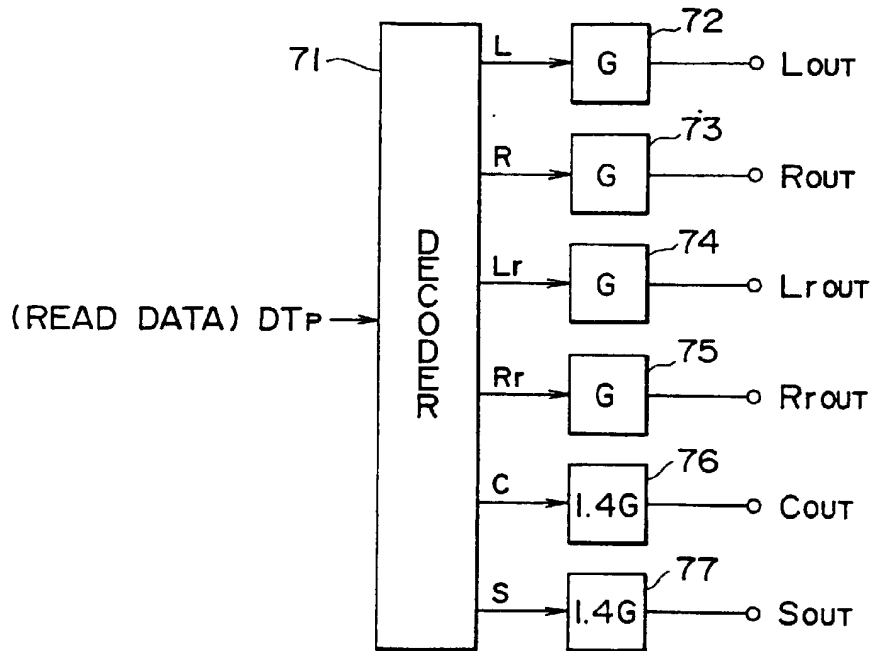 71
(READ DATA) DTP
DECODER
L
G
72
LOUT
R
G
73
ROUT
Lr
G
74
LrOUT
Rr
G
75
RrOUT
C
1.4G
76
COUT
S
1.4G
77
SOUT